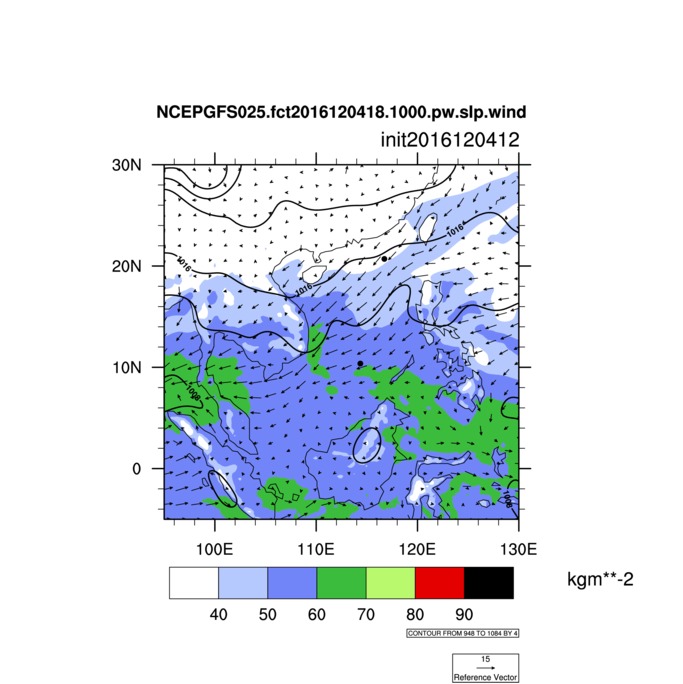 NCEPGFS025.fct2016120418.1000.pw.slp.wind
init2016120412
30N
20N
10N
0
1016
1016
1016
1008
1008
100E 110E 120E 130E
kgm**-2
40 50 60 70 80 90
CONTOUR FROM 948 TO 1084 BY 4
15
Reference Vector